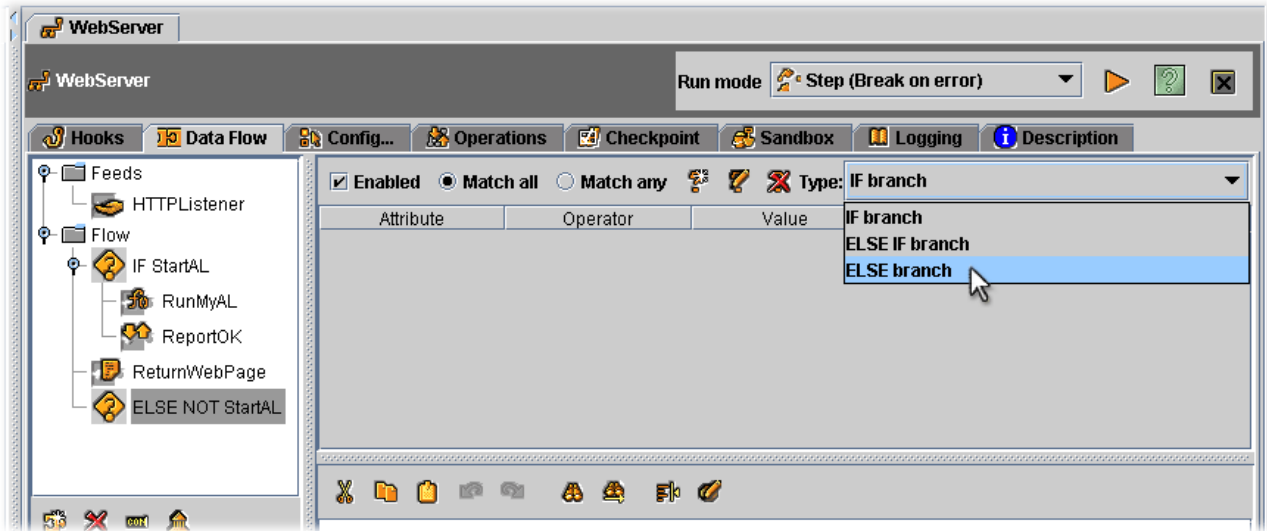 WebServer
WebServer
Run mode Step (Break on error)
Hooks Data Flow Config... Operations Checkpoint Sandbox Logging Description
Feeds
HTTPListener
Flow
IF StartAL
RunMyAL
ReportOK
ReturnWebPage
ELSE NOT StartAL
Enabled Match all Match any Type: IF branch
Attribute Operator Value
IF branch
ELSE IF branch
ELSE branch